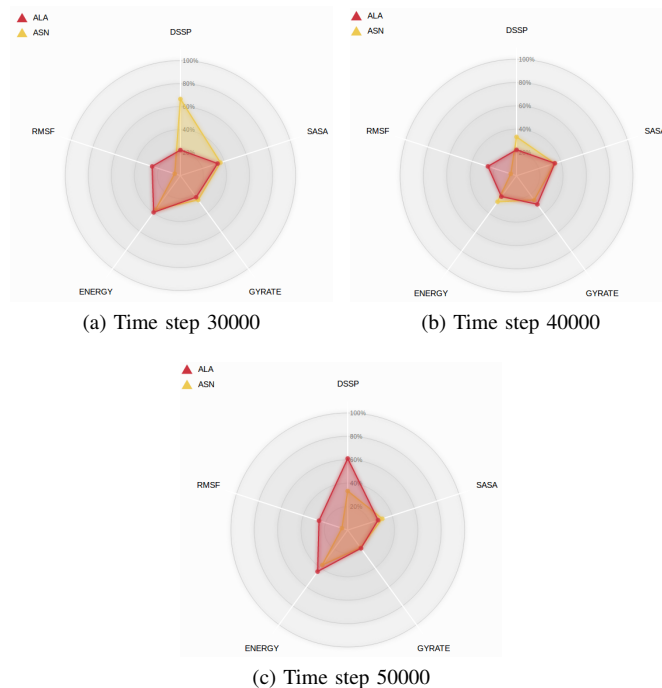 ALA
ASN
DSSP
100%
80%
60%
40%
RMSF
SASA
ENERGY
GYRATE
(a) Time step 30000
ALA
ASN
DSSP
100%
80%
60%
40%
RMSF
SASA
ENERGY
GYRATE
(b) Time step 40000
ALA
ASN
DSSP
100%
80%
60%
40%
20%
RMSF
SASA
ENERGY
GYRATE
(c) Time step 50000